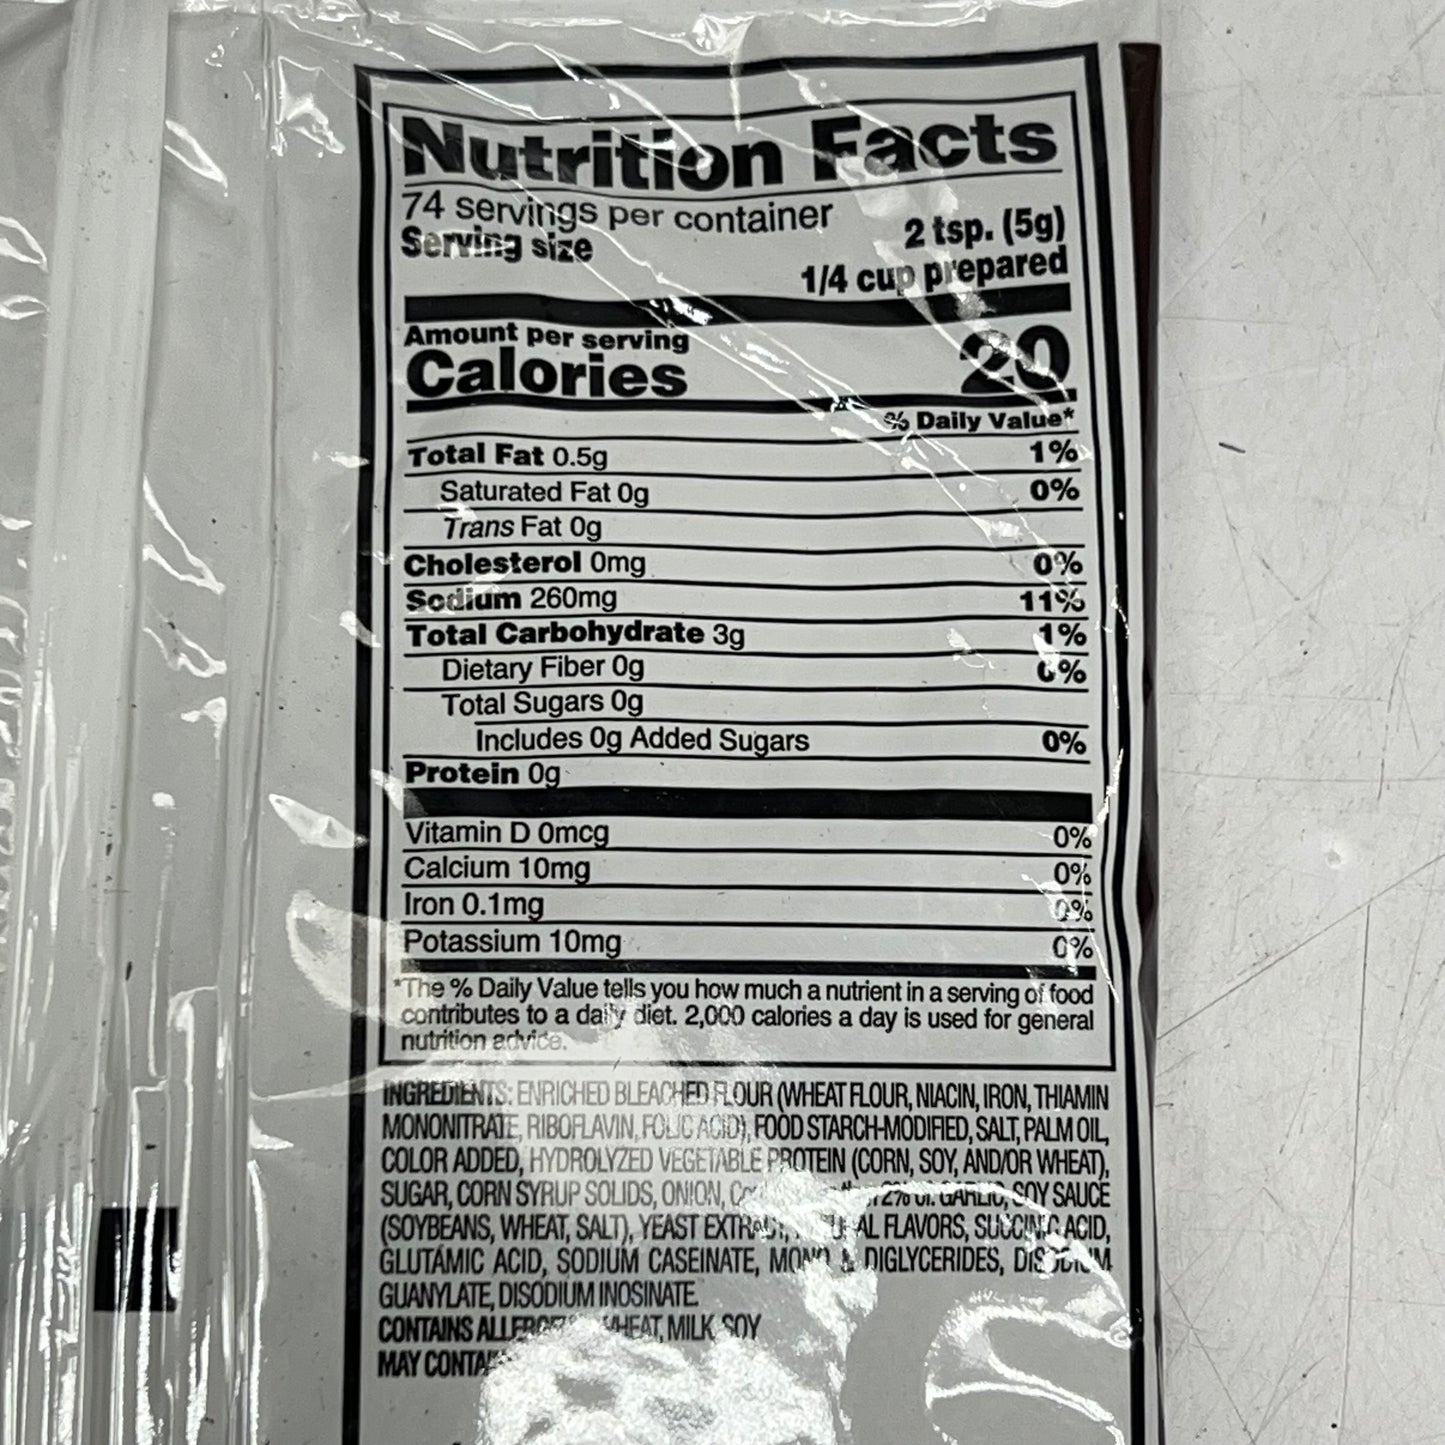 Nutrition Facts
74 servings per container
Serving size 2 tsp. (5g)
1/4 cup prepared
Amount per serving
Calories 20
% Daily Value*
Total Fat 0.5g 1%
Saturated Fat 0g 0%
Trans Fat 0g
Cholesterol 0mg 0%
Sodium 260mg 11%
Total Carbohydrate 3g 1%
Dietary Fiber 0g 0%
Total Sugars 0g
Includes 0g Added Sugars 0%
Protein 0g
Vitamin D 0mcg 0%
Calcium 10mg 0%
Iron 0.1mg 0%
Potassium 10mg 0%
*The % Daily Value tells you how much a nutrient in a serving of food
contributes to a daily diet. 2,000 calories a day is used for general
nutrition advice.
INGREDIENTS: ENRICHED BLEACHED FLOUR (WHEAT FLOUR, NIACIN, IRON, THIAMIN
MONONITRATE, RIBOFLAVIN, FOLIC ACID), FOOD STARCH-MODIFIED, SALT, PALM OIL,
COLOR ADDED, HYDROLYZED VEGETABLE PROTEIN (CORN, SOY, AND/OR WHEAT),
SUGAR, CORN SYRUP SOLIDS, ONION, 2% of: GARLIC, SOY SAUCE
(SOYBEANS, WHEAT, SALT), YEAST EXTRACT, FLAVORS, SUCCINIC ACID,
GLUTAMIC ACID, SODIUM CASEINATE, MONO & DIGLYCERIDES, DISODIUM
GUANYLATE, DISODIUM INOSINATE.
CONTAINS WHEAT, MILK, SOY
MAY